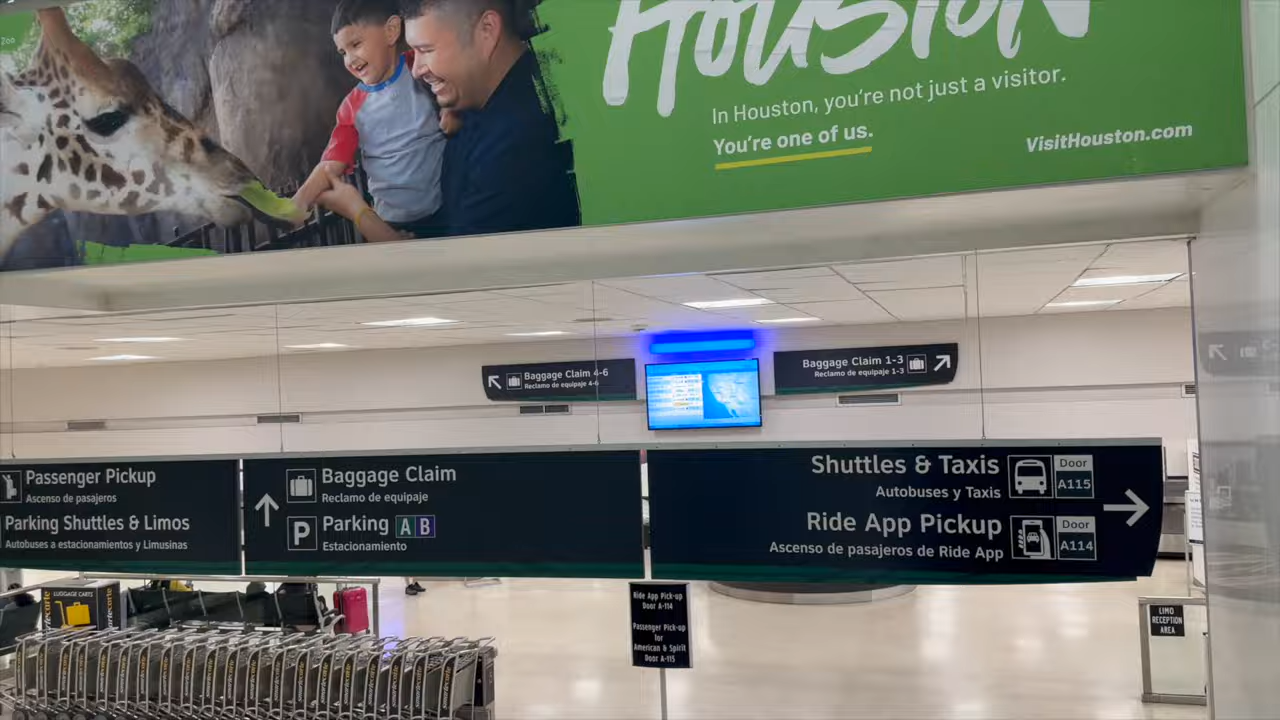 Zoo
Houston
In Houston, you're not just a visitor.
You're one of us.
VisitHouston.com
Baggage Claim 4-6
Reclamo de equipaje 4-6
Baggage Claim 1-3
Reclamo de equipaje 1-3
Passenger Pickup
Ascenso de pasajeros
Parking Shuttles & Limos
Autobuses a estacionamientos y Limusinas
Baggage Claim
Reclamo de equipaje
P Parking A B
Estacionamiento
Shuttles & Taxis
Autobuses y Taxis
Door
A115
Ride App Pickup
Ascenso de pasajeros de Ride App
Door
A114
LUGGAGE CARTS
smartecarte
Ride App Pick-up
Door A-114
Passenger Pick-up
for
American & Spirit
Door A-115
LIMO
RECEPTION
AREA